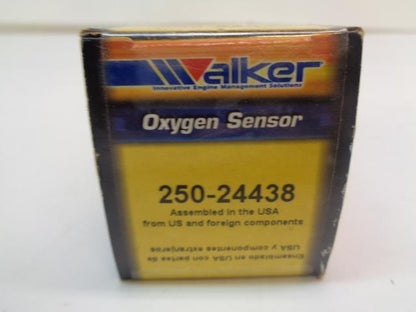 Walker
Innovative Engine Management Solutions
Oxygen Sensor
250-24438
Assembled in the USA
from US and foreign components
Ensamblado en USA con partes de
USA y componentes extranjeros